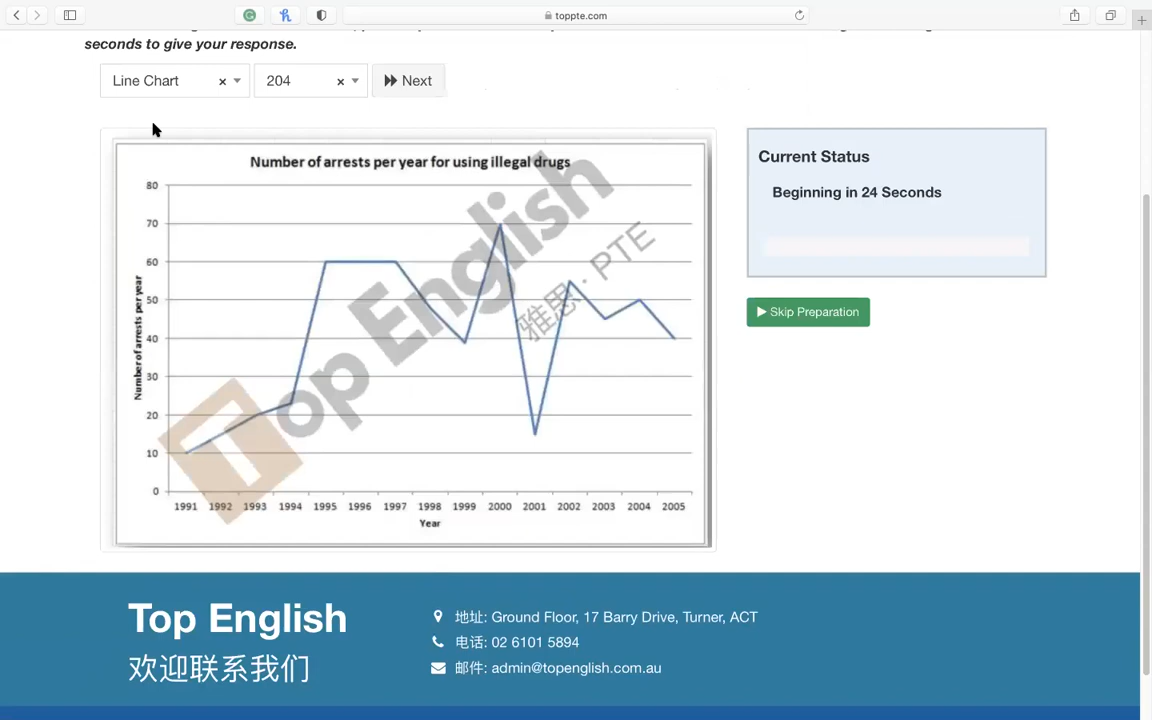 toppte.com
seconds to give your response.
Line Chart × 204 × Next
Number of arrests per year for using illegal drugs
Current Status
Beginning in 24 Seconds
Skip Preparation
80
70
60
50
40
30
20
10
0
Number of arrests per year
1991 1992 1993 1994 1995 1996 1997 1998 1999 2000 2001 2002 2003 2004 2005
Year
Top English
雅思·PTE
Top English
欢迎联系我们
地址: Ground Floor, 17 Barry Drive, Turner, ACT
电话: 02 6101 5894
邮件: admin@topenglish.com.au